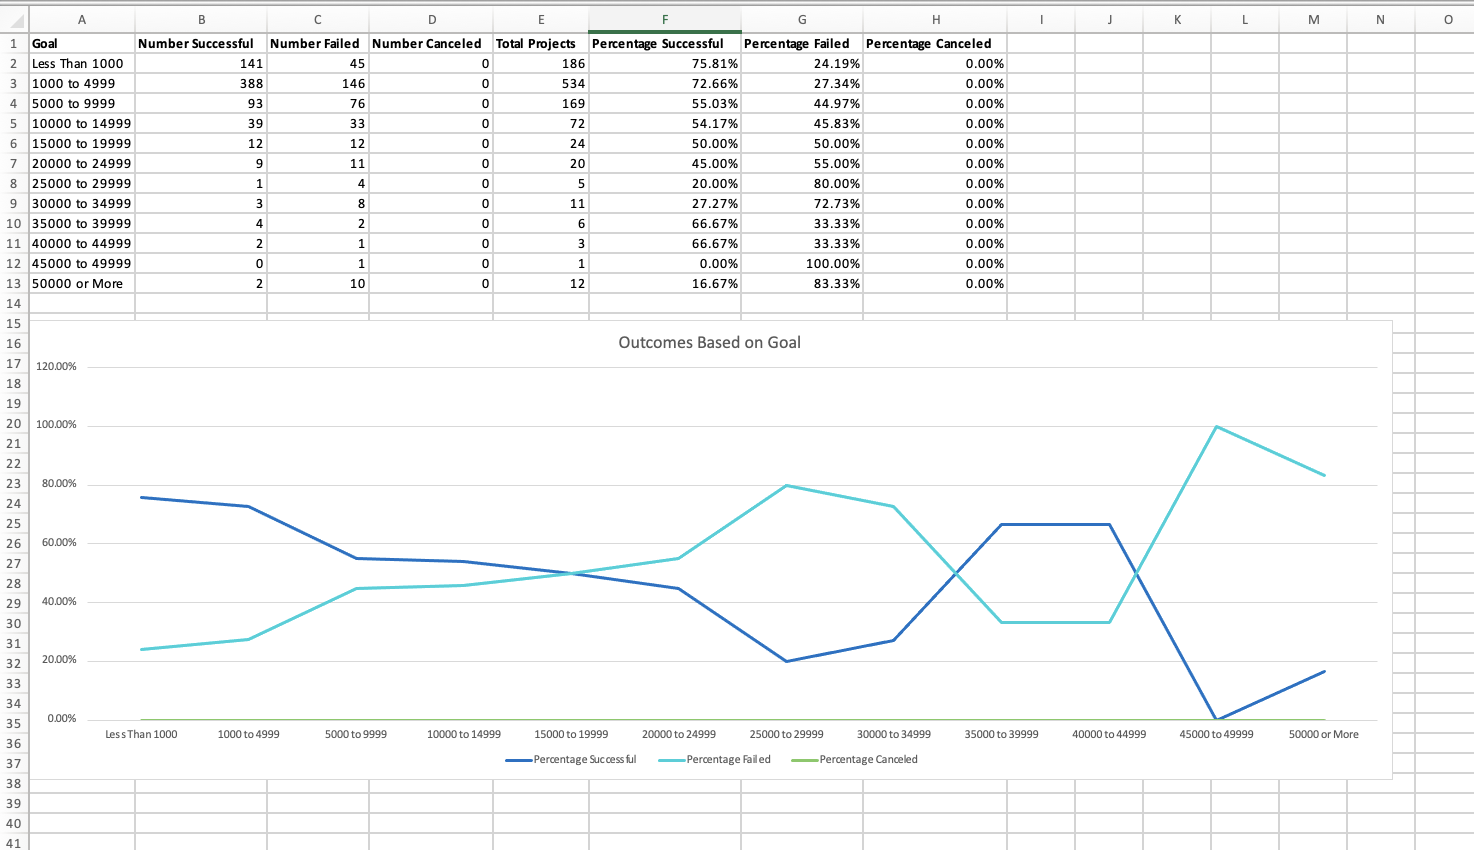 A B C D E F G H I J K L M N O
1 Goal Number Successful Number Failed Number Canceled Total Projects Percentage Successful Percentage Failed Percentage Canceled
2 Less Than 1000 141 45 0 186 75.81% 24.19% 0.00%
3 1000 to 4999 388 146 0 534 72.66% 27.34% 0.00%
4 5000 to 9999 93 76 0 169 55.03% 44.97% 0.00%
5 10000 to 14999 39 33 0 72 54.17% 45.83% 0.00%
6 15000 to 19999 12 12 0 24 50.00% 50.00% 0.00%
7 20000 to 24999 9 11 0 20 45.00% 55.00% 0.00%
8 25000 to 29999 1 4 0 5 20.00% 80.00% 0.00%
9 30000 to 34999 3 8 0 11 27.27% 72.73% 0.00%
10 35000 to 39999 4 2 0 6 66.67% 33.33% 0.00%
11 40000 to 44999 2 1 0 3 66.67% 33.33% 0.00%
12 45000 to 49999 0 1 0 1 0.00% 100.00% 0.00%
13 50000 or More 2 10 0 12 16.67% 83.33% 0.00%
14
15
16 Outcomes Based on Goal
17 120.00%
18
19
20 100.00%
21
22
23 80.00%
24
25
26 60.00%
27
28
29 40.00%
30
31
32 20.00%
33
34
35 0.00%
36 Less Than 1000 1000 to 4999 5000 to 9999 10000 to 14999 15000 to 19999 20000 to 24999 25000 to 29999 30000 to 34999 35000 to 39999 40000 to 44999 45000 to 49999 50000 or More
37 Percentage Successful Percentage Failed Percentage Canceled
38
39
40
41